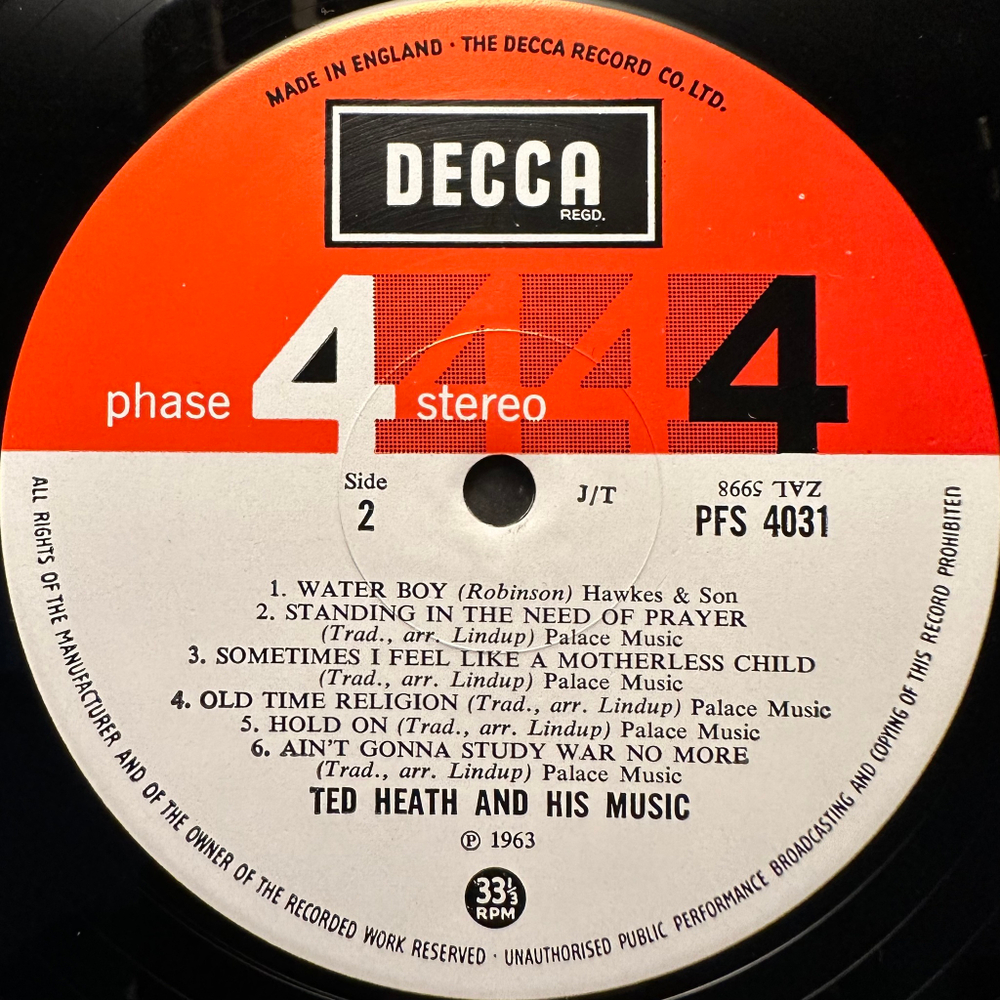 MADE IN ENGLAND · THE DECCA RECORD CO. LTD.
DECCA
REGD.
phase 4 stereo 4 4 4
Side
2
J/T
ZAL 5998
PFS 4031
1. WATER BOY (Robinson) Hawkes & Son
2. STANDING IN THE NEED OF PRAYER
(Trad., arr. Lindup) Palace Music
3. SOMETIMES I FEEL LIKE A MOTHERLESS CHILD
(Trad., arr. Lindup) Palace Music
4. OLD TIME RELIGION (Trad., arr. Lindup) Palace Music
5. HOLD ON (Trad., arr. Lindup) Palace Music
6. AIN'T GONNA STUDY WAR NO MORE
(Trad., arr. Lindup) Palace Music
TED HEATH AND HIS MUSIC
℗ 1963
33⅓
RPM
ALL RIGHTS OF THE MANUFACTURER AND OF THE OWNER OF THE RECORDED WORK RESERVED · UNAUTHORISED PUBLIC PERFORMANCE BROADCASTING AND COPYING OF THIS RECORD PROHIBITED